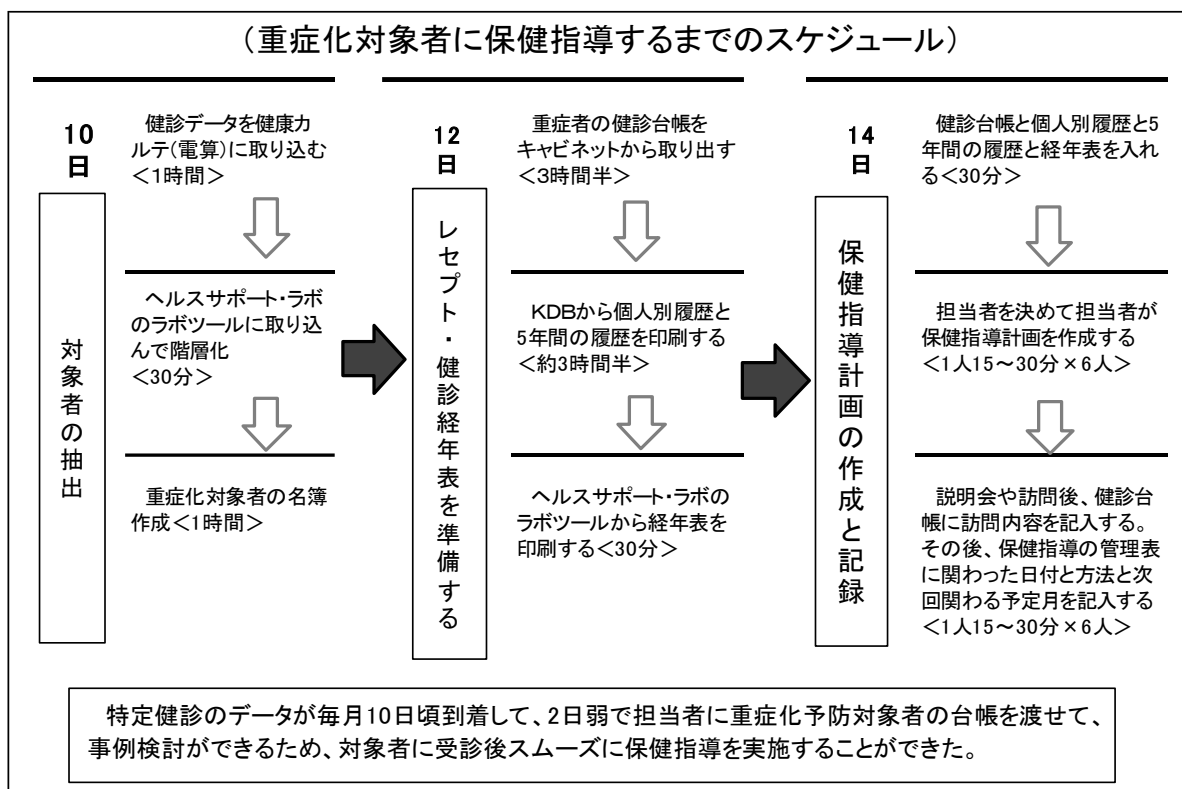 （重症化対象者に保健指導するまでのスケジュール）
10日
健診データを健康カ
ルテ(電算)に取り込む
＜1時間＞
ヘルスサポート・ラボ
のラボツールに取り込
んで階層化
＜30分＞
重症化対象者の名簿
作成＜1時間＞
対象者の抽出
12日
重症者の健診台帳を
キャビネットから取り出す
＜3時間半＞
KDBから個人別履歴と
5年間の履歴を印刷する
＜約3時間半＞
ヘルスサポート・ラボの
ラボツールから経年表を
印刷する＜30分＞
レセプト・健診経年表を準備する
14日
健診台帳と個人別履歴と5
年間の履歴と経年表を入れ
る＜30分＞
担当者を決めて担当者が
保健指導計画を作成する
＜1人15～30分×6人＞
説明会や訪問後、健診台
帳に訪問内容を記入する。
その後、保健指導の管理表
に関わった日付と方法と次
回関わる予定月を記入する
＜1人15～30分×6人＞
保健指導計画の作成と記録
特定健診のデータが毎月10日頃到着して、2日弱で担当者に重症化予防対象者の台帳を渡せて、
事例検討ができるため、対象者に受診後スムーズに保健指導を実施することができた。